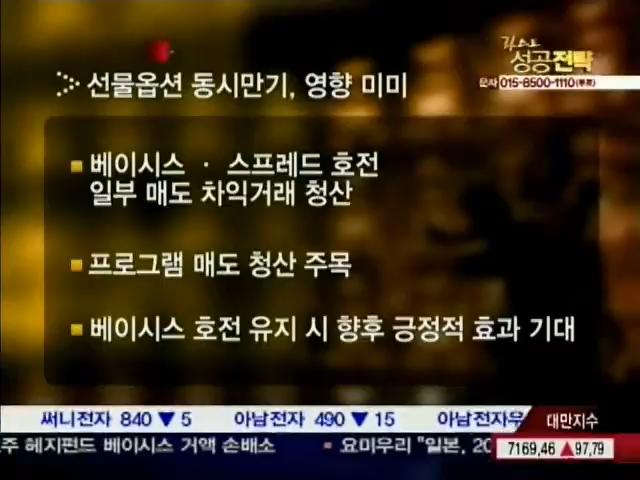 성공전략
문자 015-8500-1110(무료)
선물옵션 동시만기, 영향 미미
베이시스 · 스프레드 호전
일부 매도 차익거래 청산
프로그램 매도 청산 주목
베이시스 호전 유지 시 향후 긍정적 효과 기대
써니전자 840 ▼ 5 아남전자 490 ▼ 15 아남전자우
대만지수
주 헤지펀드 베이시스 거액 손배소 요미우리 "일본, 20
7169,46 ▲97,79